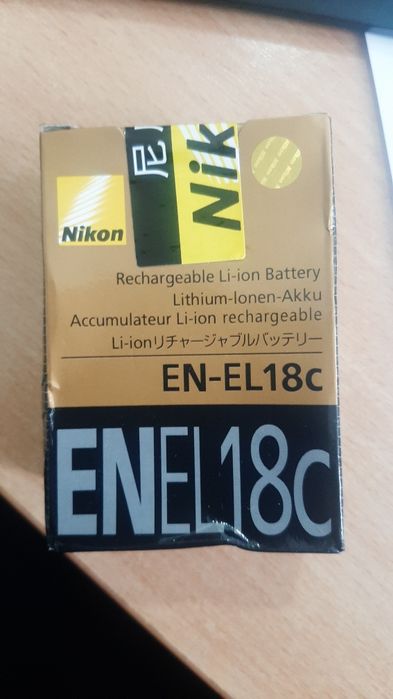 尼
Nik
Nikon
Rechargeable Li-ion Battery
Lithium-Ionen-Akku
Accumulateur Li-ion rechargeable
Li-ionリチャージャブルバッテリー
EN-EL18c
ENEL18c